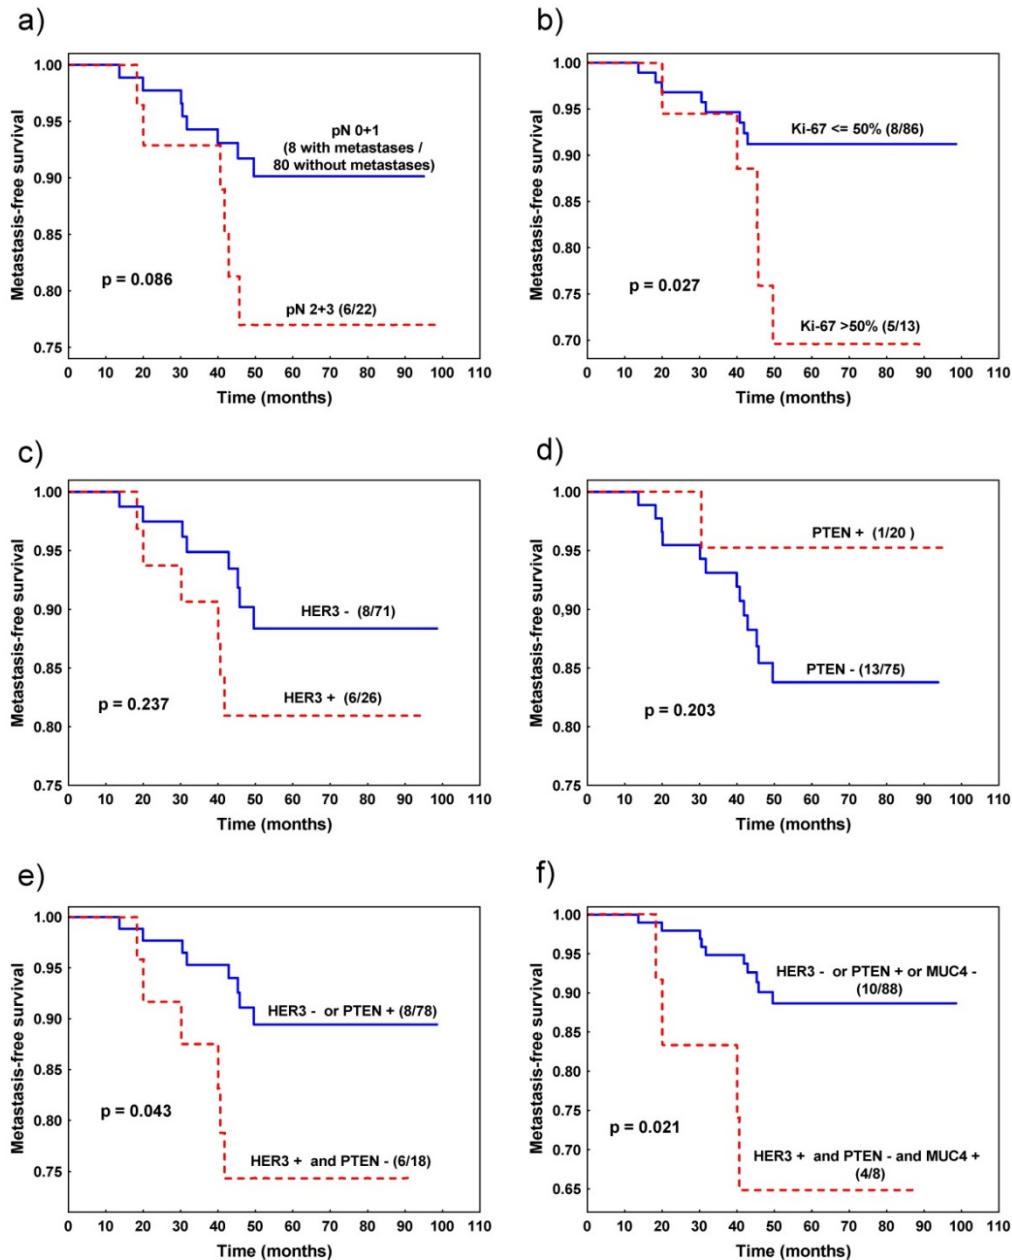 a)
1.00
0.95
0.90
0.85
0.80
0.75
Metastasis-free survival
pN 0+1
(8 with metastases /
80 without metastases)
p = 0.086
pN 2+3 (6/22)
0 10 20 30 40 50 60 70 80 90 100 110
Time (months)
b)
1.00
0.95
0.90
0.85
0.80
0.75
0.70
Metastasis-free survival
Ki-67 <= 50% (8/86)
p = 0.027
Ki-67 >50% (5/13)
0 10 20 30 40 50 60 70 80 90 100 110
Time (months)
c)
1.00
0.95
0.90
0.85
0.80
0.75
Metastasis-free survival
HER3 - (8/71)
HER3 + (6/26)
p = 0.237
0 10 20 30 40 50 60 70 80 90 100 110
Time (months)
d)
1.00
0.95
0.90
0.85
0.80
0.75
Metastasis-free survival
PTEN + (1/20 )
PTEN - (13/75)
p = 0.203
0 10 20 30 40 50 60 70 80 90 100 110
Time (months)
e)
1.00
0.95
0.90
0.85
0.80
0.75
Metastasis-free survival
HER3 - or PTEN + (8/78)
p = 0.043
HER3 + and PTEN - (6/18)
0 10 20 30 40 50 60 70 80 90 100 110
Time (months)
f)
1.00
0.95
0.90
0.85
0.80
0.75
0.70
0.65
Metastasis-free survival
HER3 - or PTEN + or MUC4 -
(10/88)
p = 0.021
HER3 + and PTEN - and MUC4 +
(4/8)
0 10 20 30 40 50 60 70 80 90 100 110
Time (months)